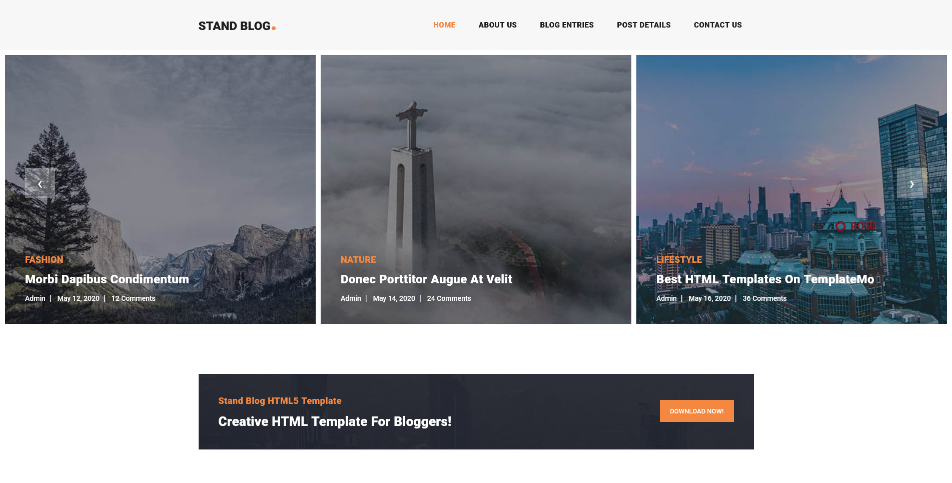 STAND BLOG.
HOME ABOUT US BLOG ENTRIES POST DETAILS CONTACT US
FASHION
Morbi Dapibus Condimentum
Admin | May 12, 2020 | 12 Comments
NATURE
Donec Porttitor Augue At Velit
Admin | May 14, 2020 | 24 Comments
LIFESTYLE
Best HTML Templates On TemplateMo
Admin | May 16, 2020 | 36 Comments
Stand Blog HTML5 Template
Creative HTML Template For Bloggers!
DOWNLOAD NOW!